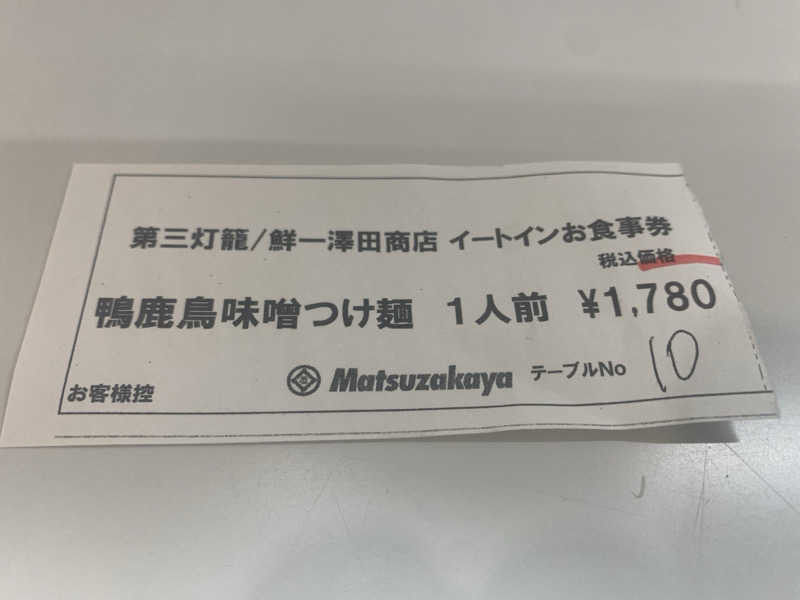 第三灯籠/鮮一澤田商店 イートインお食事券
税込価格
鴨鹿鳥味噌つけ麺 1人前 ¥1,780
お客様控 Matsuzakaya テーブルNo 10